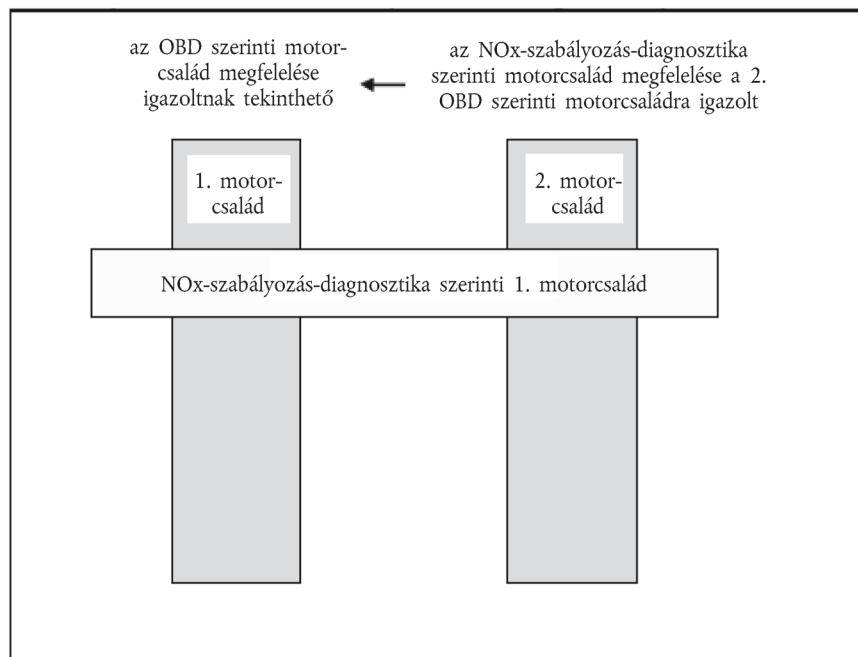 az OBD szerinti motor-
család megfelelése
igazoltnak tekinthető
az NOx-szabályozás-diagnosztika
szerinti motorcsalád megfelelése a 2.
OBD szerinti motorcsaládra igazolt
1. motor-
család
2. motor-
család
NOx-szabályozás-diagnosztika szerinti 1. motorcsalád